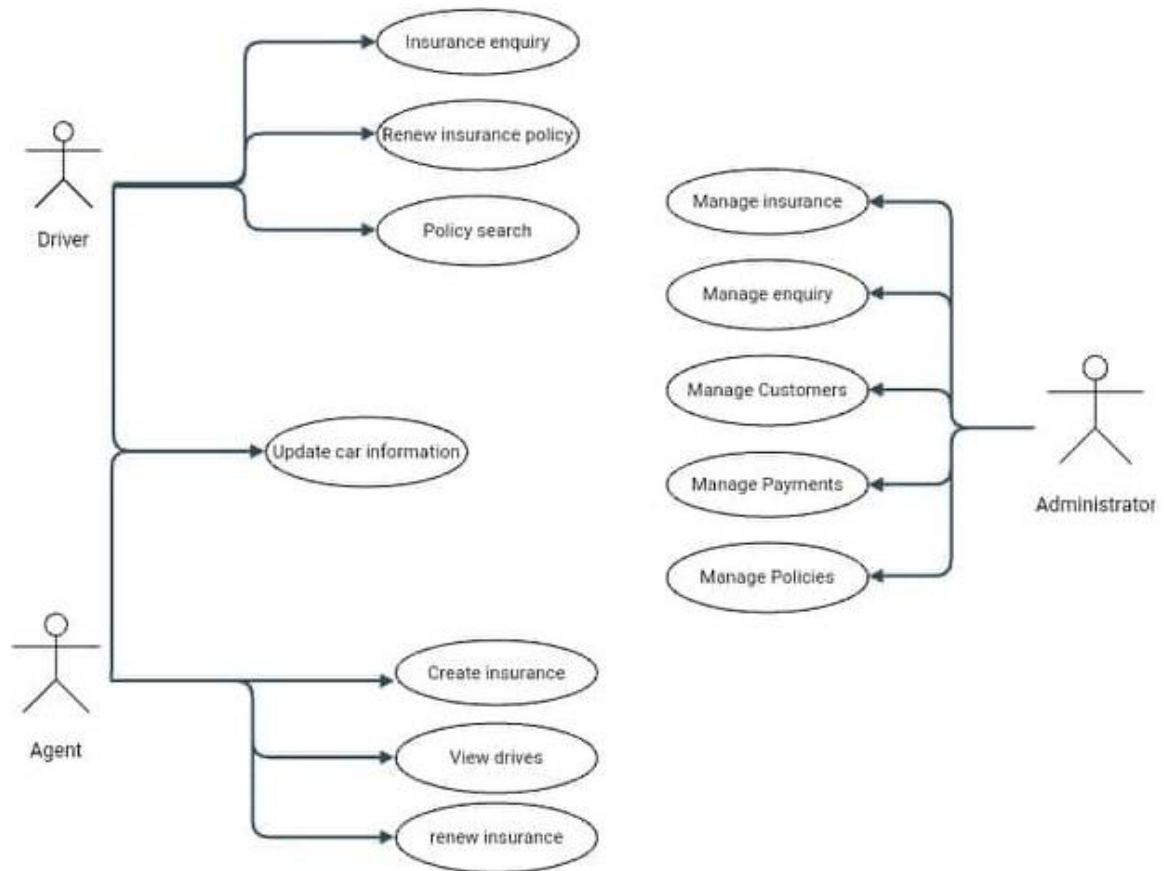 Insurance enquiry
Renew insurance policy
Driver
Policy search
Manage insurance
Manage enquiry
Manage Customers
Update car information
Manage Payments
Administrator
Manage Policies
Create insurance
Agent
View drives
renew insurance